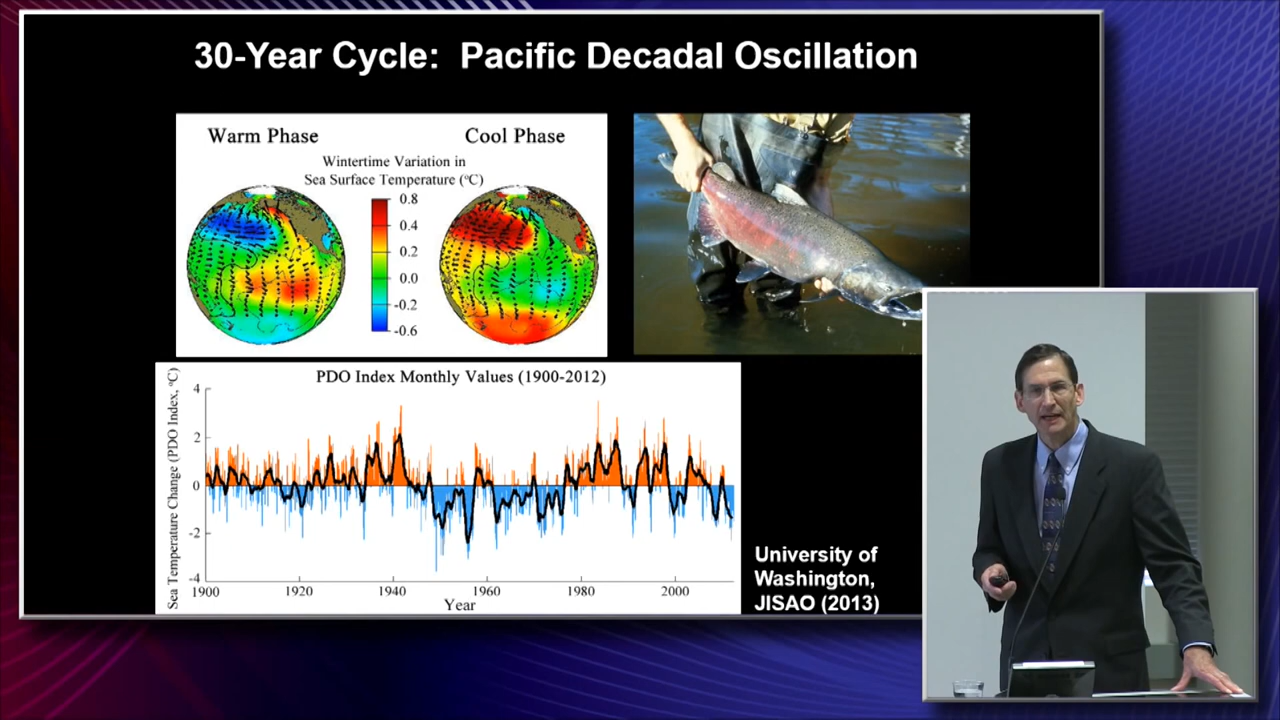 30-Year Cycle: Pacific Decadal Oscillation
Warm Phase
Cool Phase
Wintertime Variation in
Sea Surface Temperature (°C)
0.8
0.4
0.2
0.0
-0.2
-0.6
PDO Index Monthly Values (1900-2012)
Sea Temperature Change (PDO Index, °C)
4
2
0
-2
-4
1900
1920
1940
1960
1980
2000
Year
University of
Washington,
JISAO (2013)